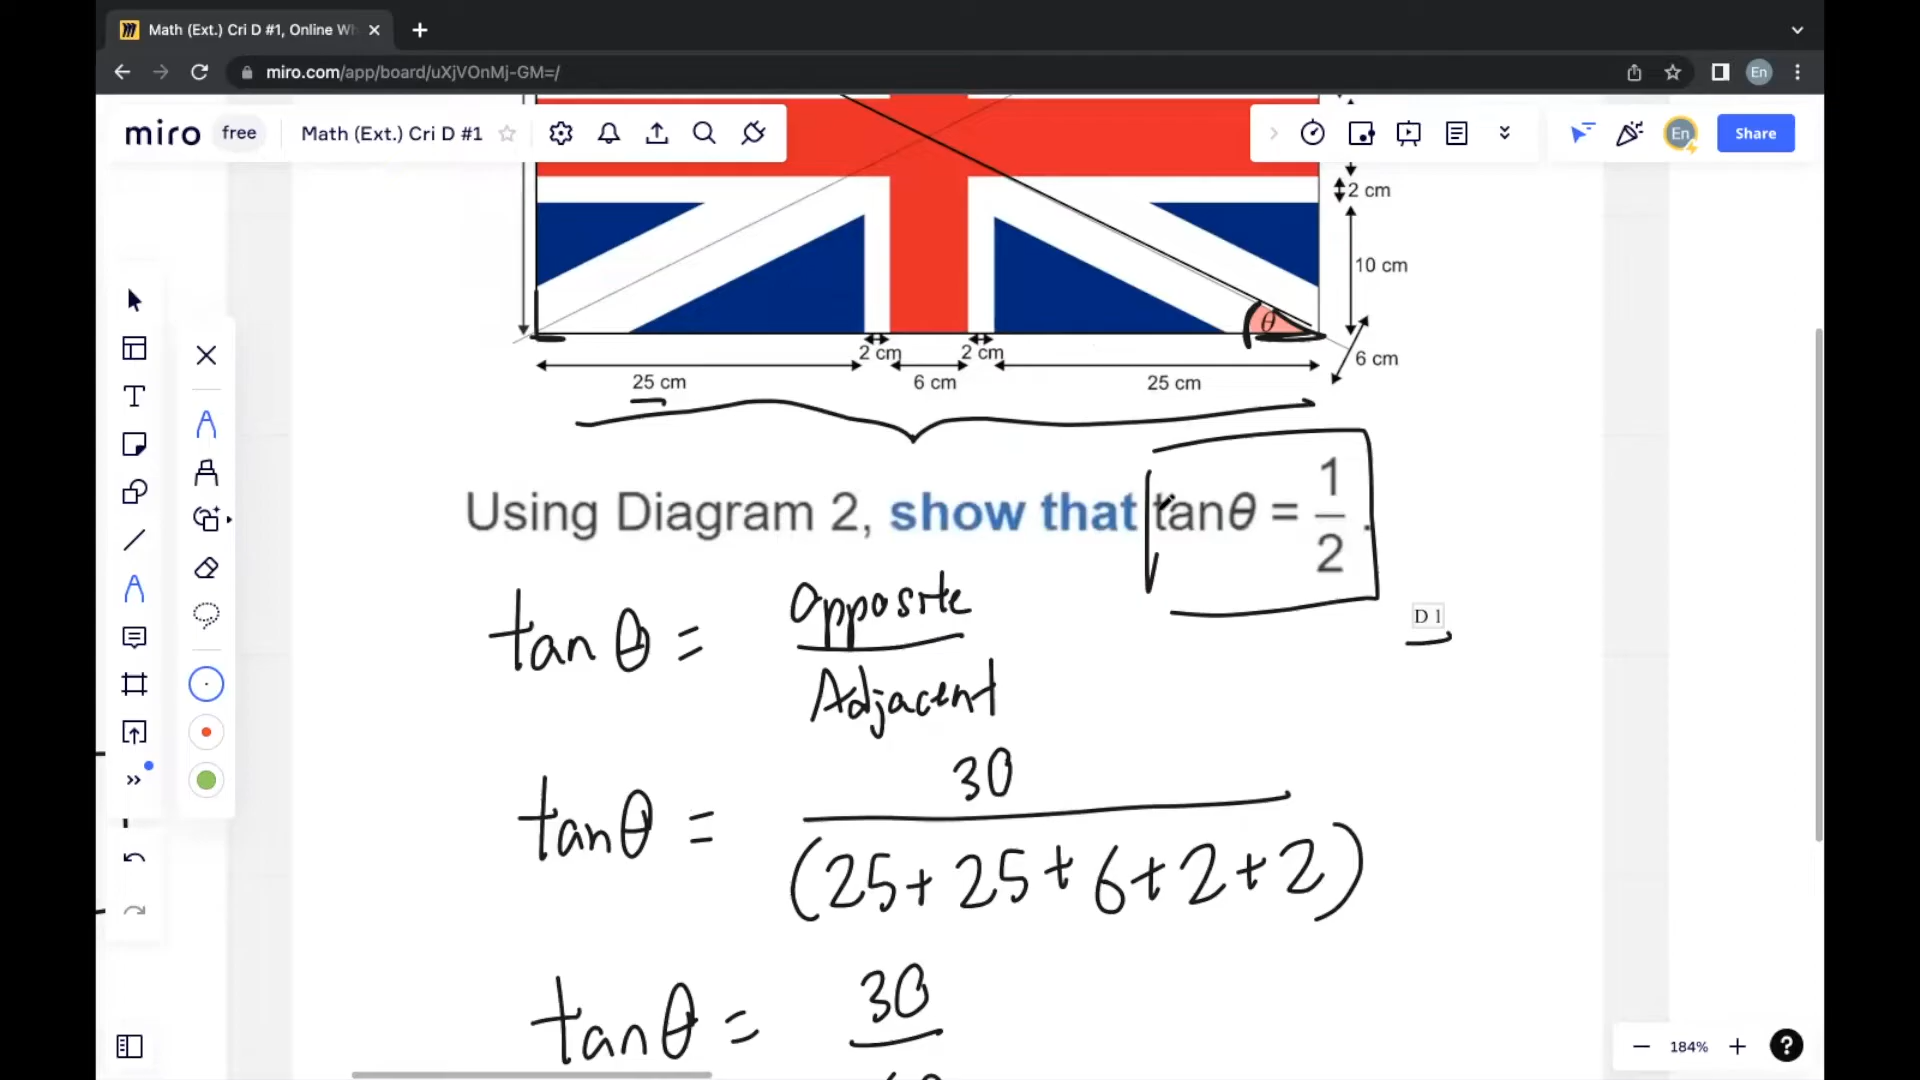 Math (Ext.) Cri D #1, Online Wh
miro.com/app/board/uXjVOnMj-GM=/
En
miro free Math (Ext.) Cri D #1
En Share
2 cm
10 cm
θ
6 cm
2 cm 2 cm
25 cm 6 cm 25 cm
Using Diagram 2, show that tanθ = 1/2 .
D 1
tan θ = Opposite / Adjacent
tanθ = 30 / (25+25+6+2+2)
tanθ = 30
184%